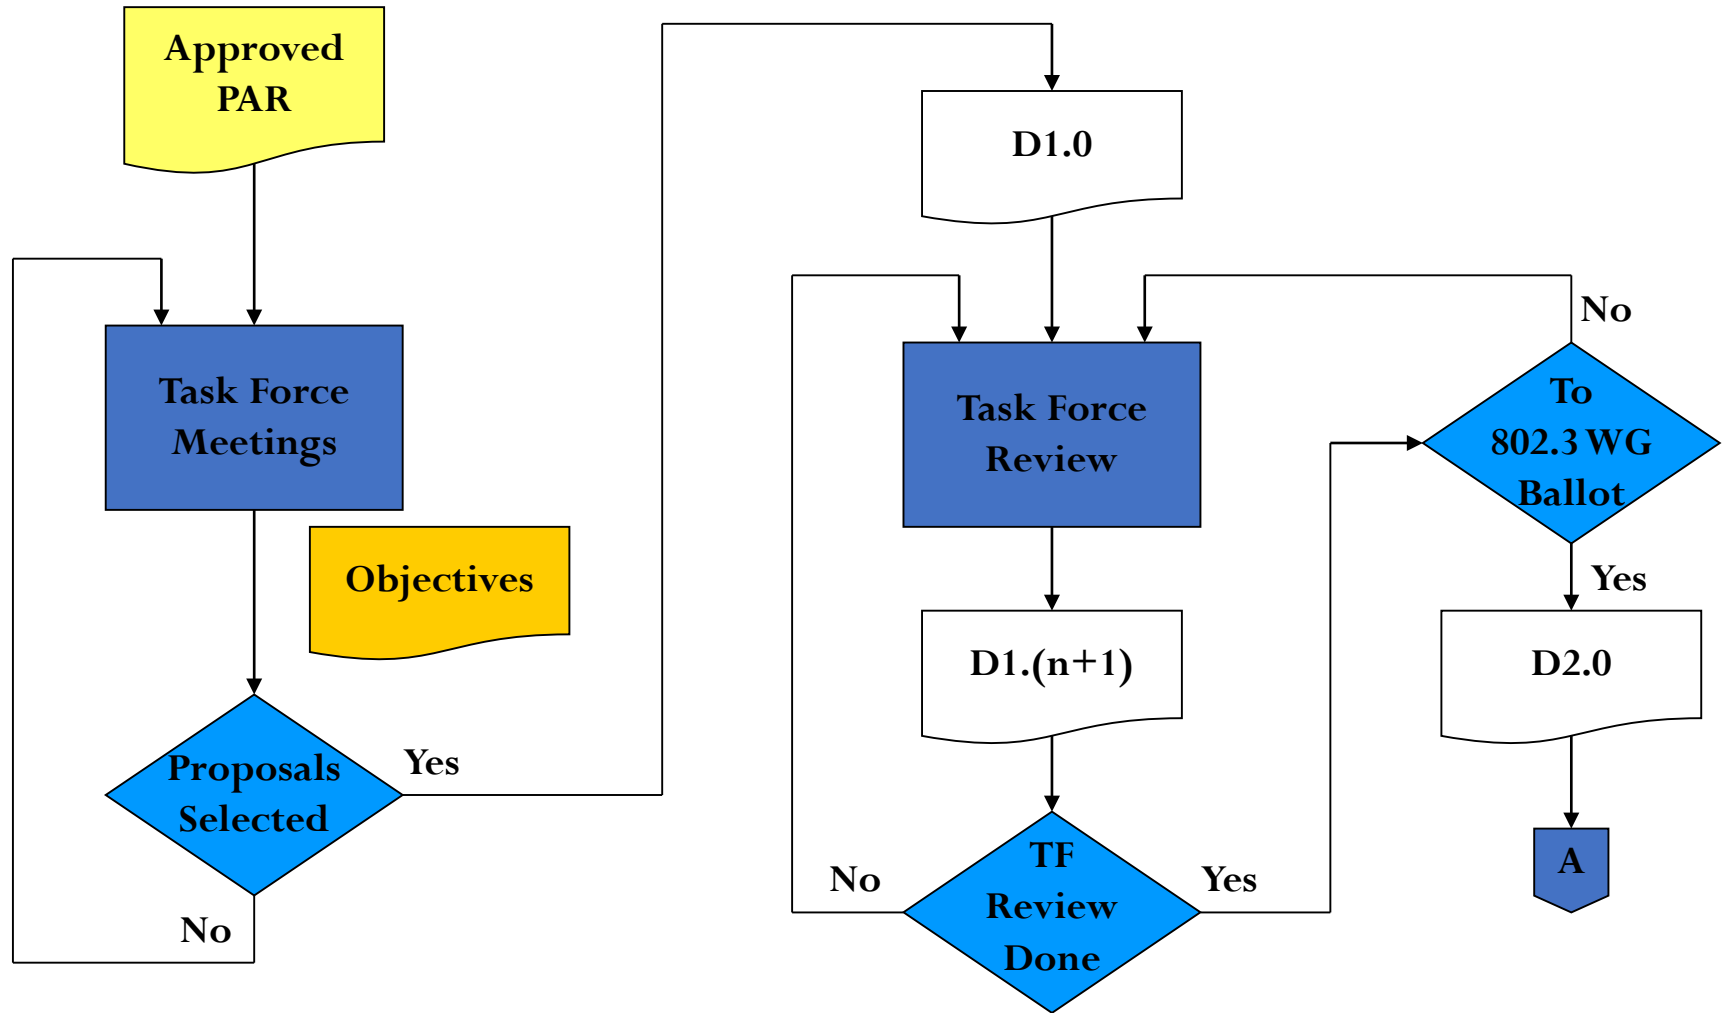 Approved
PAR
Task Force
Meetings
Objectives
Proposals
Selected
Yes
No
D1.0
Task Force
Review
D1.(n+1)
TF
Review
Done
No
Yes
To
802.3 WG
Ballot
No
Yes
D2.0
A